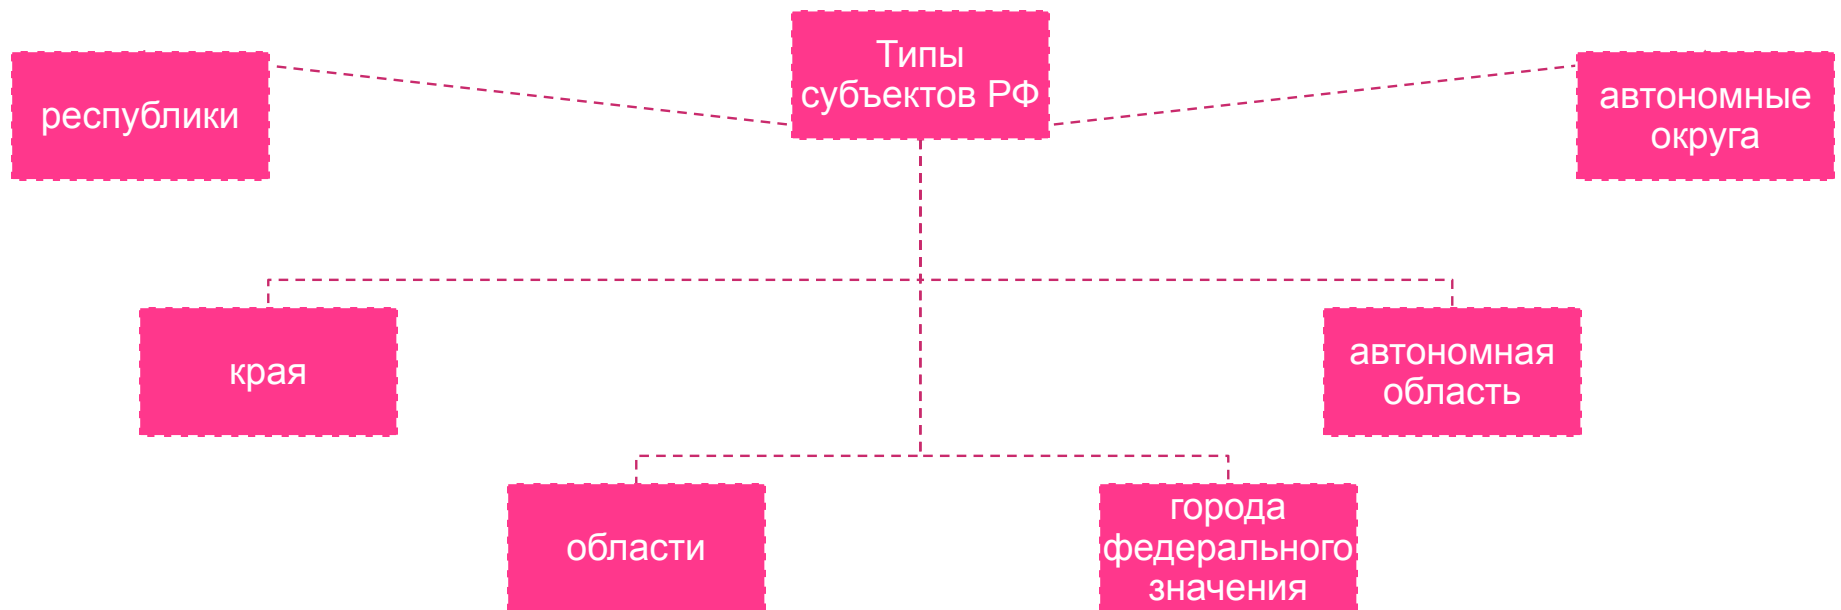 Типы
субъектов РФ
республики
автономные
округа
края
автономная
область
области
города
федерального
значения